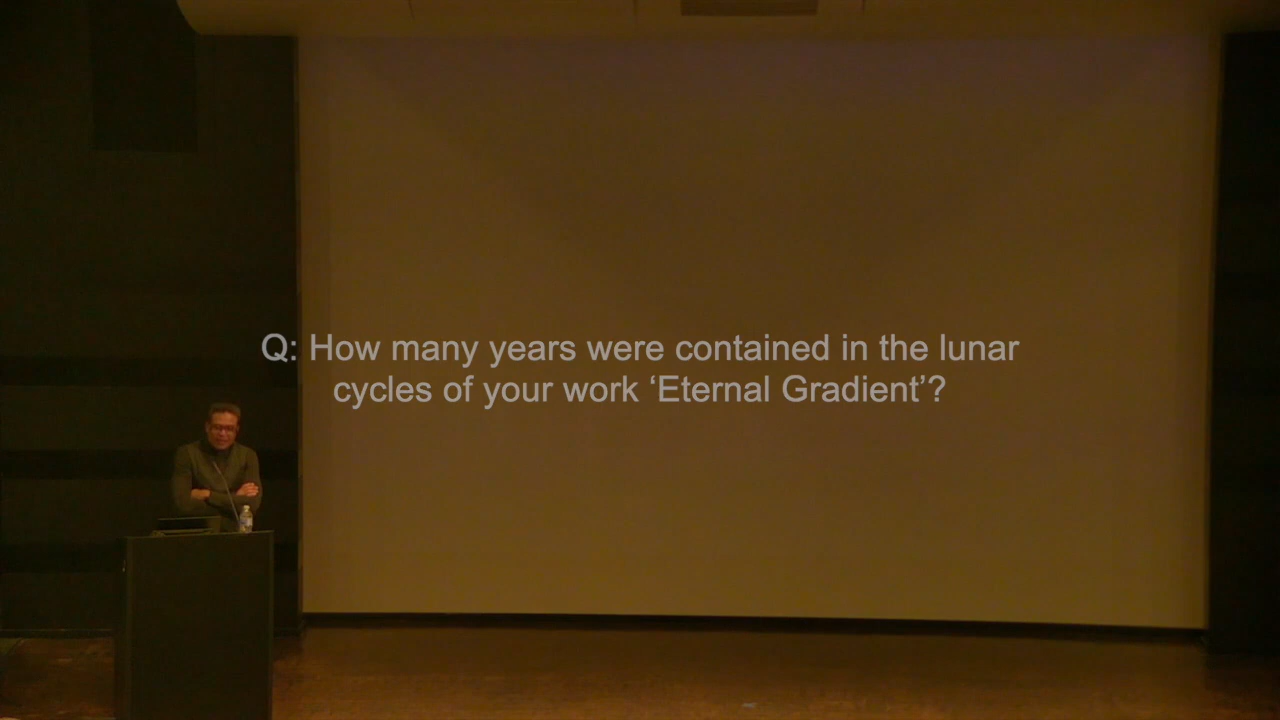 Q: How many years were contained in the lunar
cycles of your work ‘Eternal Gradient’?